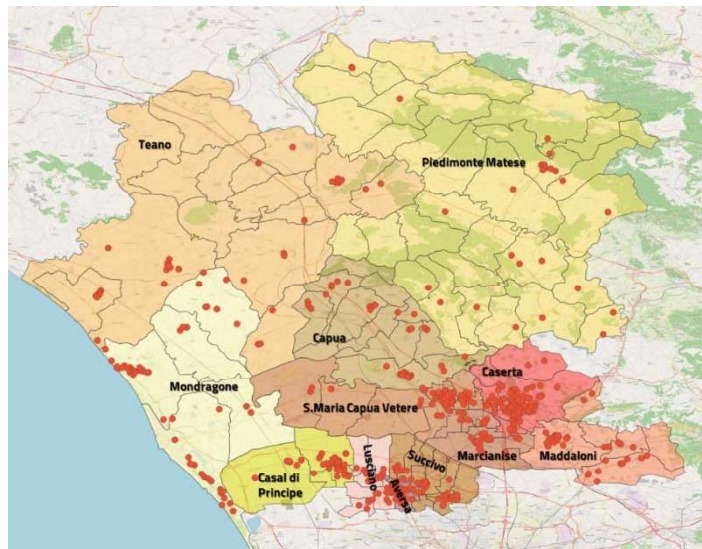 Teano
Piedimonte Matese
Capua
Caserta
Mondragone
S.Maria Capua Vetere
Lusciano
Succivo
Marcianise
Maddaloni
Casal di
Principe
Aversa